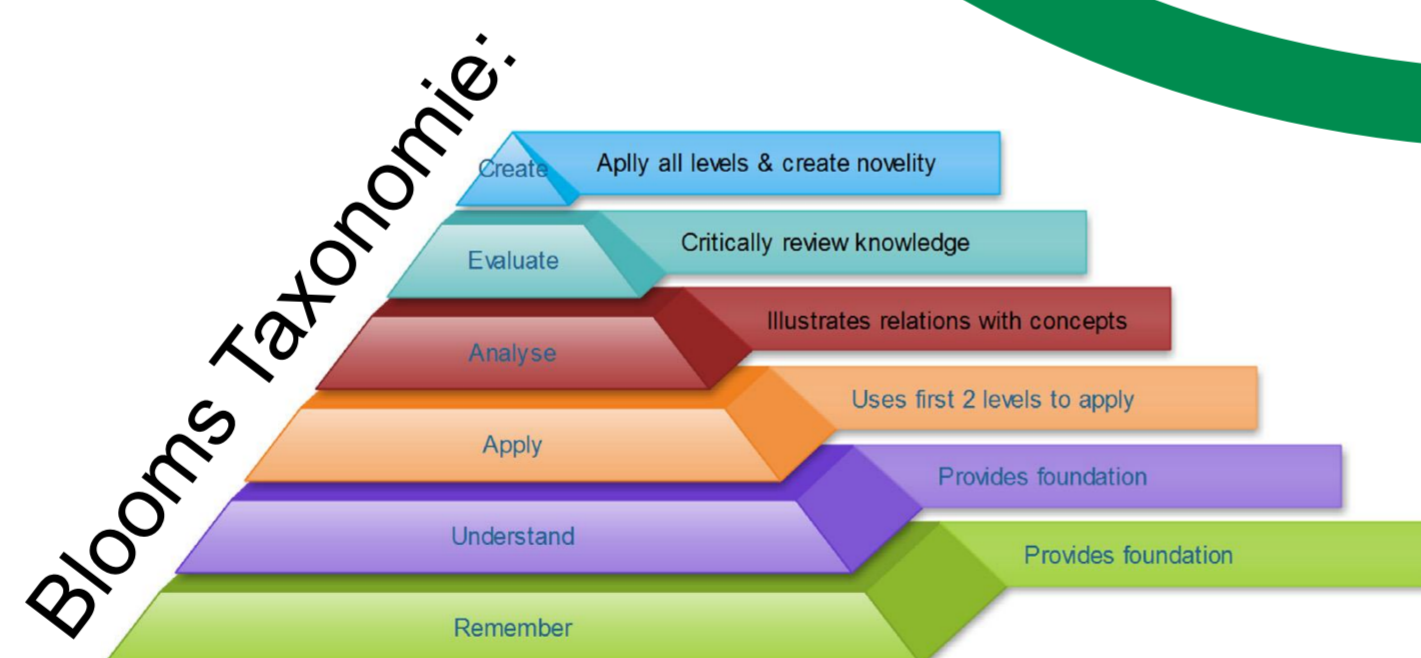 Blooms Taxonomie:
Create
Aplly all levels & create novelity
Evaluate
Critically review knowledge
Analyse
Illustrates relations with concepts
Apply
Uses first 2 levels to apply
Understand
Provides foundation
Remember
Provides foundation